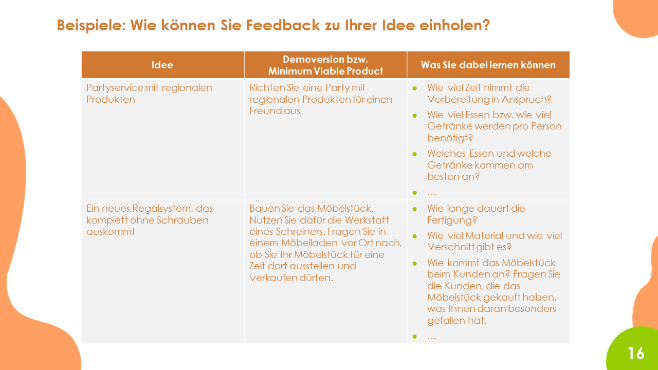 Beispiele: Wie können Sie Feedback zu Ihrer Idee einholen?
Idee
Demoversion bzw.
Minimum Viable Product
Was Sie dabei lernen können
Partyservice mit regionalen
Produkten
Richten Sie eine Party mit
regionalen Produkten für einen
Freund aus
● Wie viel Zeit nimmt die
Vorbereitung in Anspruch?
● Wie viel Essen bzw. wie viel
Getränke werden pro Person
benötigt?
● Welches Essen und welche
Getränke kommen am
besten an?
● ...
Ein neues Regalsystem, das
komplett ohne Schrauben
auskommt
Bauen Sie das Möbelstück.
Nutzen Sie dafür die Werkstatt
eines Schreiners. Fragen Sie in
einem Möbelladen vor Ort nach,
ob Sie Ihr Möbelstück für eine
Zeit dort ausstellen und
verkaufen dürfen.
● Wie lange dauert die
Fertigung?
● Wie viel Material und wie viel
Verschnitt gibt es?
● Wie kommt das Möbelstück
beim Kunden an? Fragen Sie
die Kunden, die das
Möbelstück gekauft haben,
was Ihnen daran besonders
gefallen hat.
● ...
16